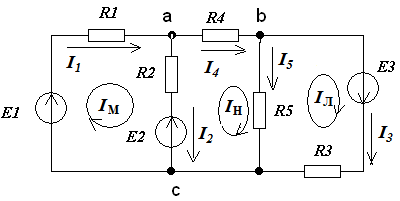 R1 a R4 b
I1 R2 I4 I5 E3
E1 IМ IН R5 IЛ
E2 I2 R3 I3
c